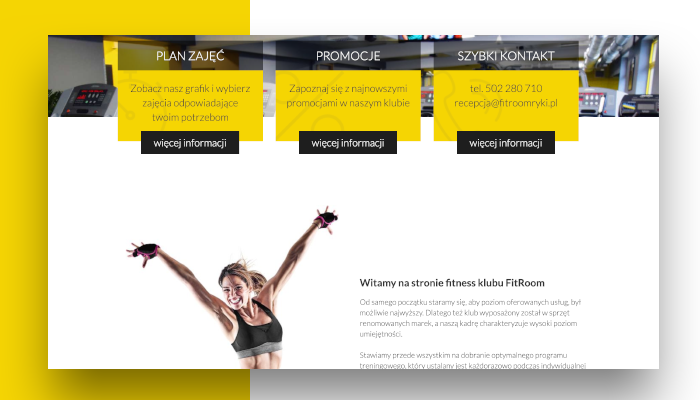 PLAN ZAJĘĆ
Zobacz nasz grafik i wybierz
zajęcia odpowiadające
twoim potrzebom
więcej informacji
PROMOCJE
Zapoznaj się z najnowszymi
promocjami w naszym klubie
więcej informacji
SZYBKI KONTAKT
tel. 502 280 710
recepcja@fitroomryki.pl
więcej informacji
Witamy na stronie fitness klubu FitRoom
Od samego początku staramy się, aby poziom oferowanych usług, był
możliwie najwyższy. Dlatego też klub wyposażony został w sprzęt
renomowanych marek, a naszą kadrę charakteryzuje wysoki poziom
umiejętności.
Stawiamy przede wszystkim na dobranie optymalnego programu
treningowego, który ustalany jest każdorazowo podczas indywidualnej